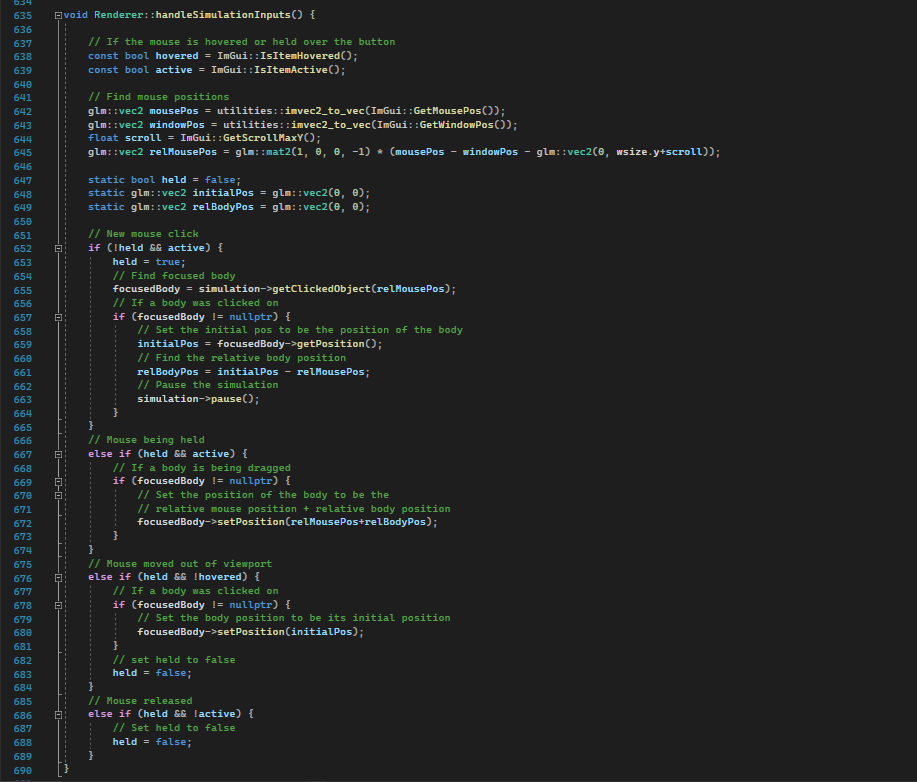 634
635 void Renderer::handleSimulationInputs() {
636
637 // If the mouse is hovered or held over the button
638 const bool hovered = ImGui::IsItemHovered();
639 const bool active = ImGui::IsItemActive();
640
641 // Find mouse positions
642 glm::vec2 mousePos = utilities::imvec2_to_vec(ImGui::GetMousePos());
643 glm::vec2 windowPos = utilities::imvec2_to_vec(ImGui::GetWindowPos());
644 float scroll = ImGui::GetScrollMaxY();
645 glm::vec2 relMousePos = glm::mat2(1, 0, 0, -1) * (mousePos - windowPos - glm::vec2(0, wsize.y+scroll));
646
647 static bool held = false;
648 static glm::vec2 initialPos = glm::vec2(0, 0);
649 static glm::vec2 relBodyPos = glm::vec2(0, 0);
650
651 // New mouse click
652 if (!held && active) {
653 held = true;
654 // Find focused body
655 focusedBody = simulation->getClickedObject(relMousePos);
656 // If a body was clicked on
657 if (focusedBody != nullptr) {
658 // Set the initial pos to be the position of the body
659 initialPos = focusedBody->getPosition();
660 // Find the relative body position
661 relBodyPos = initialPos - relMousePos;
662 // Pause the simulation
663 simulation->pause();
664 }
665 }
666 // Mouse being held
667 else if (held && active) {
668 // If a body is being dragged
669 if (focusedBody != nullptr) {
670 // Set the position of the body to be the
671 // relative mouse position + relative body position
672 focusedBody->setPosition(relMousePos+relBodyPos);
673 }
674 }
675 // Mouse moved out of viewport
676 else if (held && !hovered) {
677 // If a body was clicked on
678 if (focusedBody != nullptr) {
679 // Set the body position to be its initial position
680 focusedBody->setPosition(initialPos);
681 }
682 // set held to false
683 held = false;
684 }
685 // Mouse released
686 else if (held && !active) {
687 // Set held to false
688 held = false;
689 }
690 }